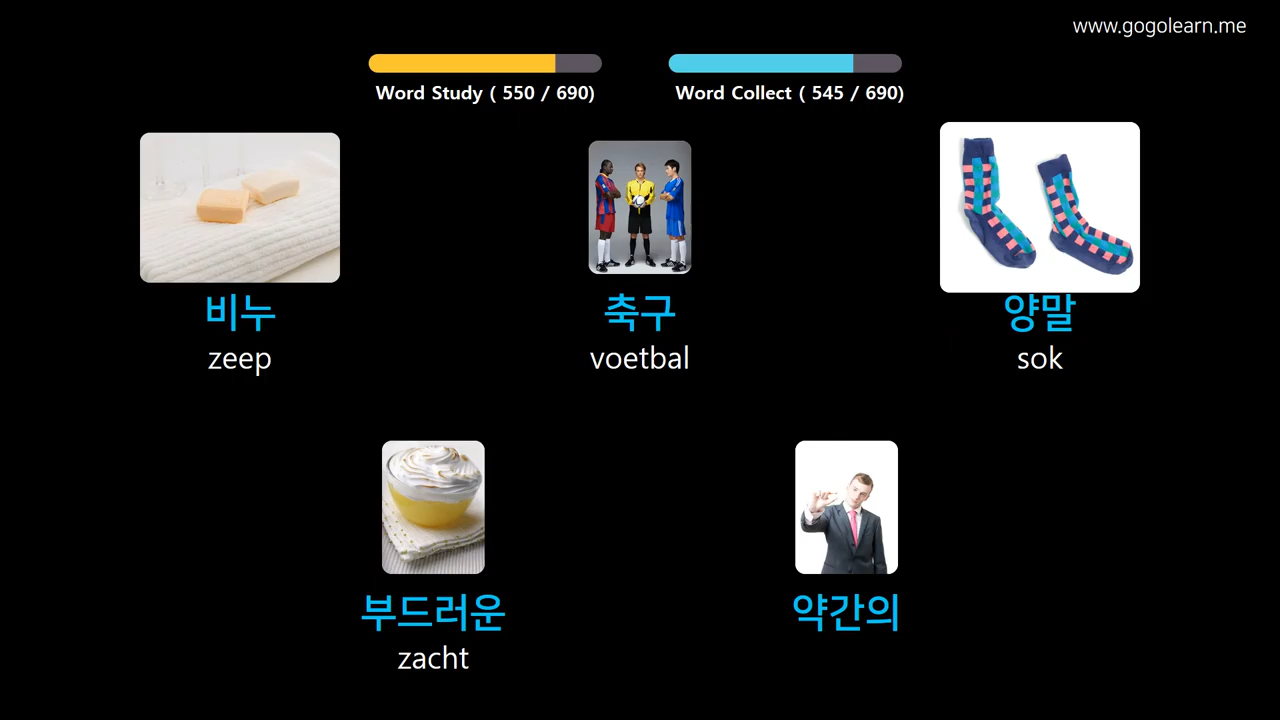 www.gogolearn.me
Word Study ( 550 / 690)
Word Collect ( 545 / 690)
비누
zeep
축구
voetbal
양말
sok
부드러운
zacht
약간의